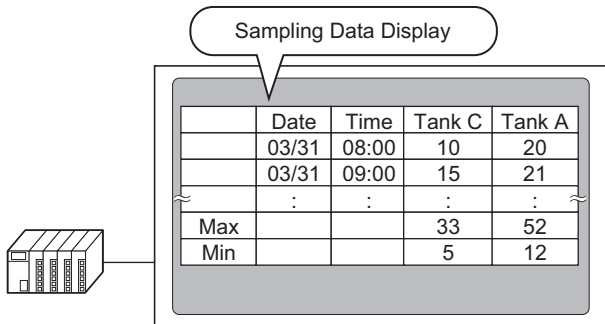 Sampling Data Display
Date Time Tank C Tank A
03/31 08:00 10 20
03/31 09:00 15 21
: : : :
Max 33 52
Min 5 12